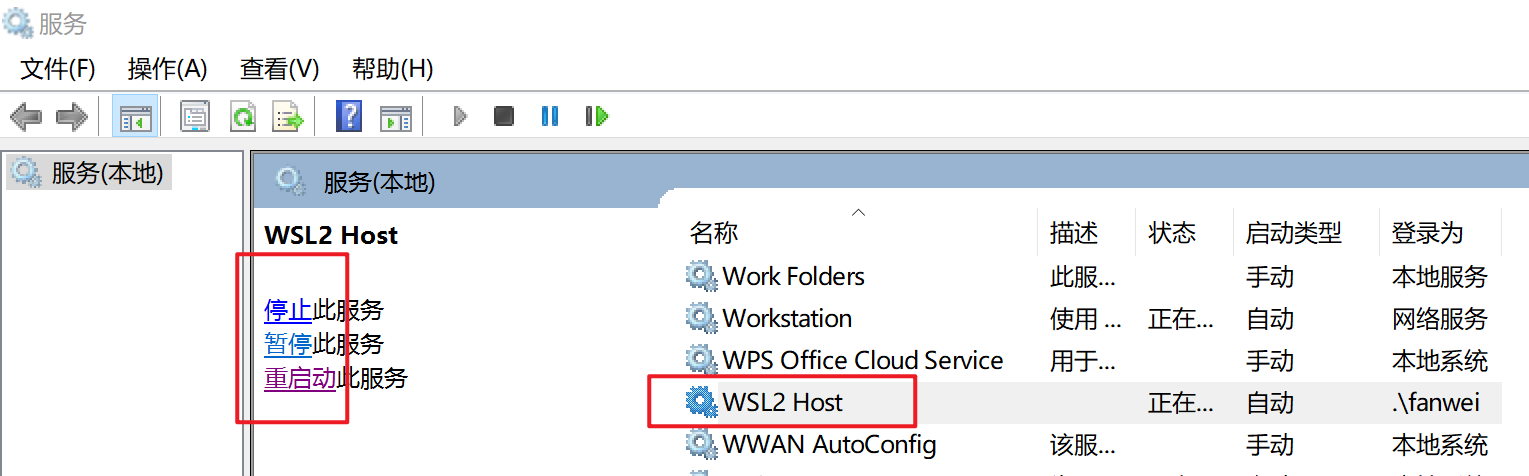 服务
文件(F) 操作(A) 查看(V) 帮助(H)
服务(本地)
服务(本地)
WSL2 Host
停止此服务
暂停此服务
重启动此服务
名称 描述 状态 启动类型 登录为
Work Folders 此服... 手动 本地服务
Workstation 使用 ... 正在... 自动 网络服务
WPS Office Cloud Service 用于... 手动 本地系统
WSL2 Host 正在... 自动 .\fanwei
WWAN AutoConfig 该服... 手动 本地系统